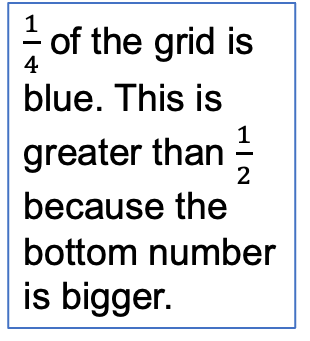 1/4 of the grid is
blue. This is
greater than 1/2
because the
bottom number
is bigger.